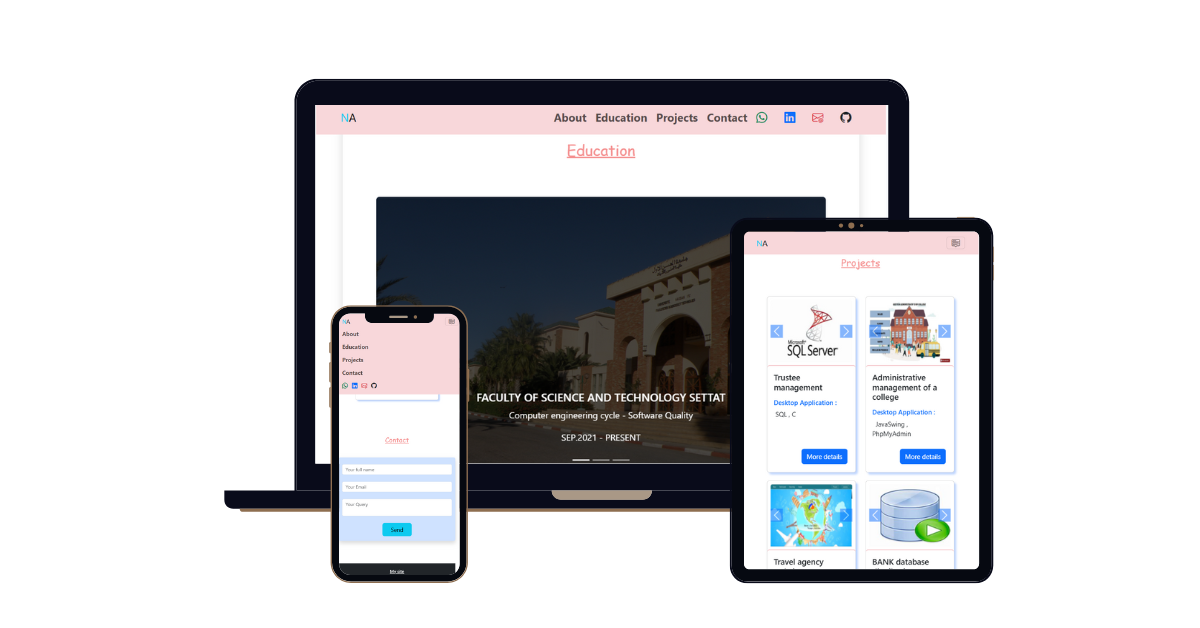 NA
About Education Projects Contact
Education
FACULTY OF SCIENCE AND TECHNOLOGY SETTAT
Computer engineering cycle - Software Quality
SEP.2021 - PRESENT
NA
About
Education
Projects
Contact
Contact
Your full name
Your Email
Your Query
Send
My site
NA
Projects
Microsoft
SQL Server
Trustee
management
Desktop Application :
SQL , C
More details
Administrative
management of a
college
Desktop Application :
JavaSwing ,
PhpMyAdmin
More details
Travel agency
BANK database